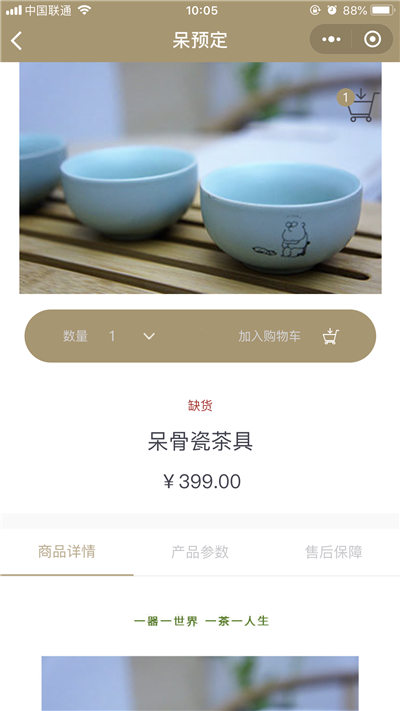 中国联通 10:05 88%
呆预定
1
数量 1 加入购物车
缺货
呆骨瓷茶具
￥399.00
商品详情 产品参数 售后保障
一器一世界 一茶一人生